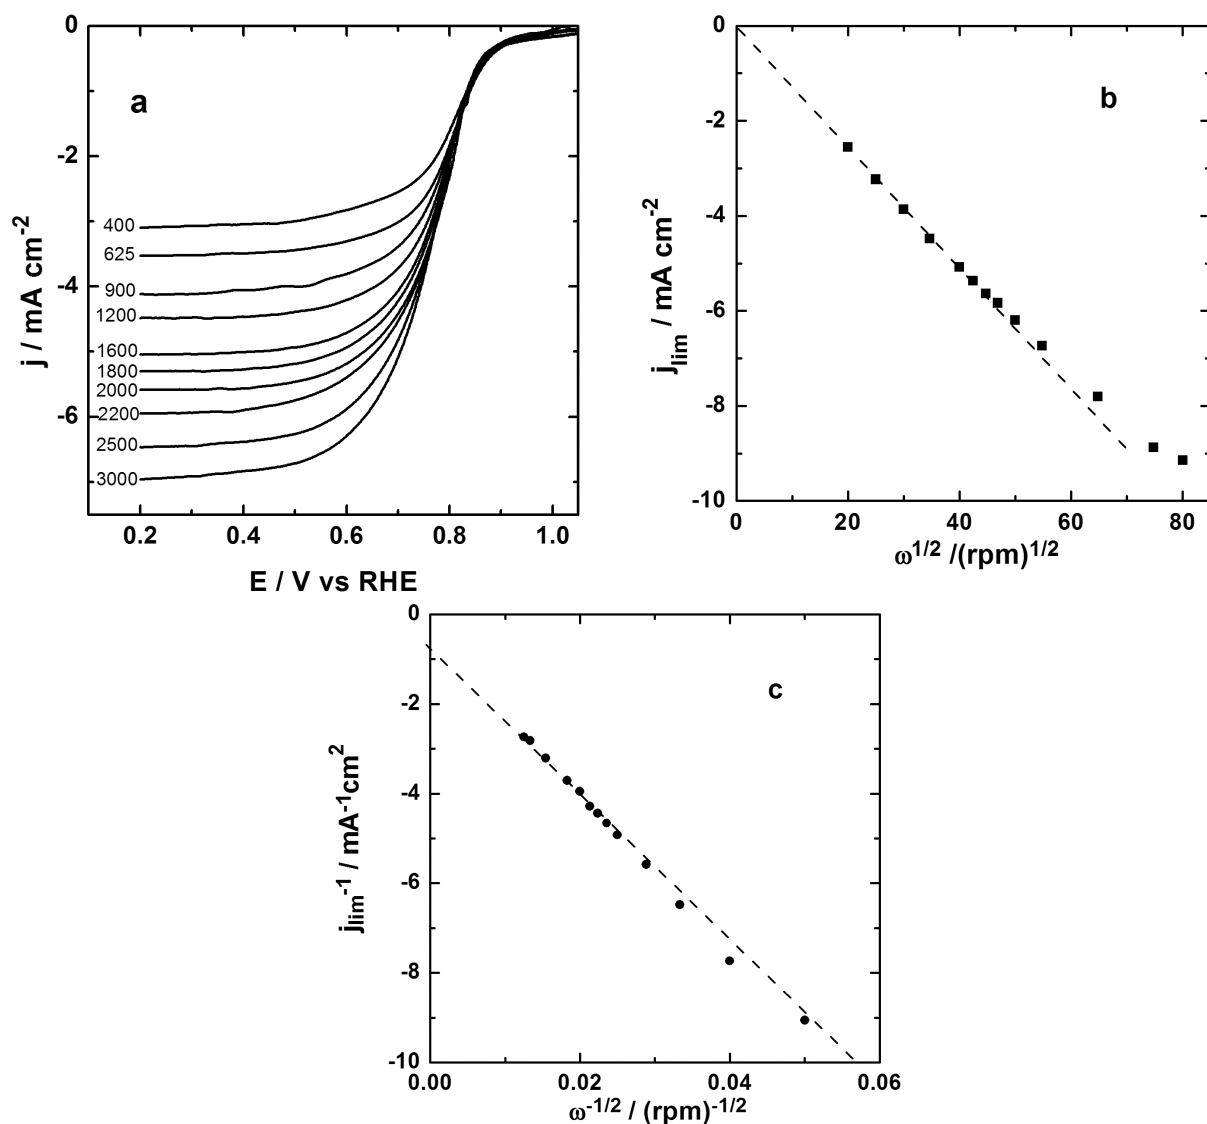 0
-2
-4
-6
a
400
625
900
1200
1600
1800
2000
2200
2500
3000
j / mA cm-2
0.2 0.4 0.6 0.8 1.0
E / V vs RHE
0
-2
-4
-6
-8
-10
b
jlim / mA cm-2
0 20 40 60 80
ω1/2 /(rpm)1/2
0
-2
-4
-6
-8
-10
c
jlim-1 / mA-1cm2
0.00 0.02 0.04 0.06
ω-1/2 / (rpm)-1/2